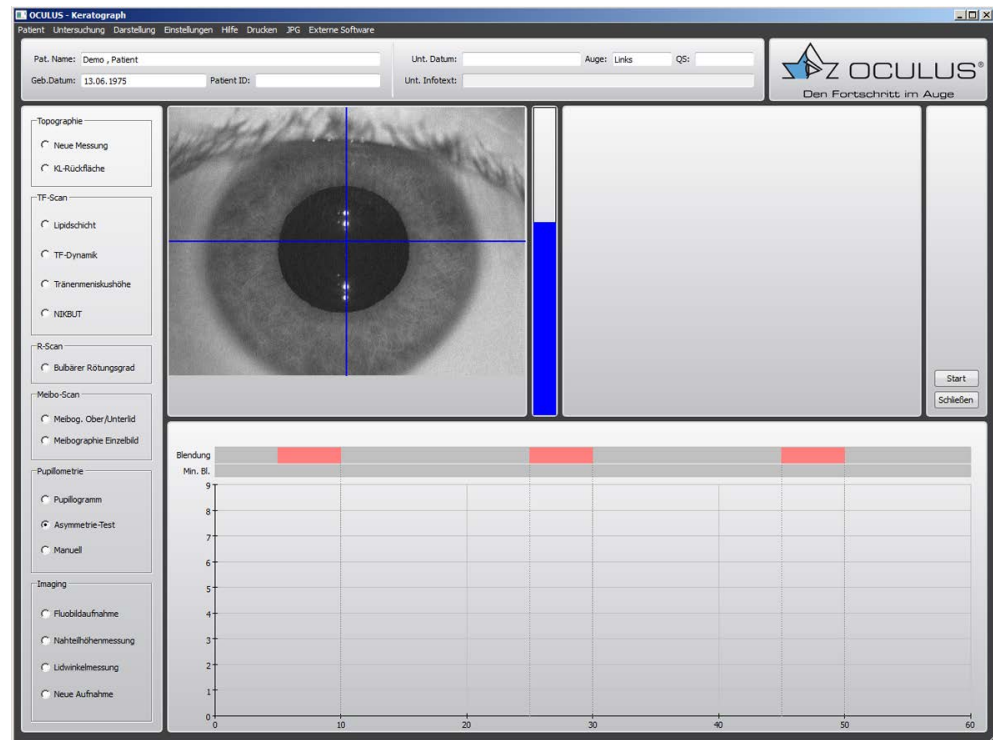 OCULUS - Keratograph
Patient Untersuchung Darstellung Einstellungen Hilfe Drucken JPG Externe Software
Pat. Name: Demo , Patient
Unt. Datum:
Auge: Links
QS:
Geb.Datum: 13.06.1975
Patient ID:
Unt. Infotext:
OCULUS®
Den Fortschritt im Auge
Topographie
Neue Messung
KL-Rückfläche
TF-Scan
Lipidschicht
TF-Dynamik
Tränenmeniskushöhe
NIKBUT
R-Scan
Bulbärer Rötungsgrad
Meibo-Scan
Meibog. Ober/Unterlid
Meibographie Einzelbild
Pupillometrie
Pupillogramm
Asymmetrie-Test
Manuell
Imaging
Fluobildaufnahme
Nahteilhöhenmessung
Lidwinkelmessung
Neue Aufnahme
Start
Schließen
Blendung
Min. Bl.
9
8
7
6
5
4
3
2
1
0
0 10 20 30 40 50 60